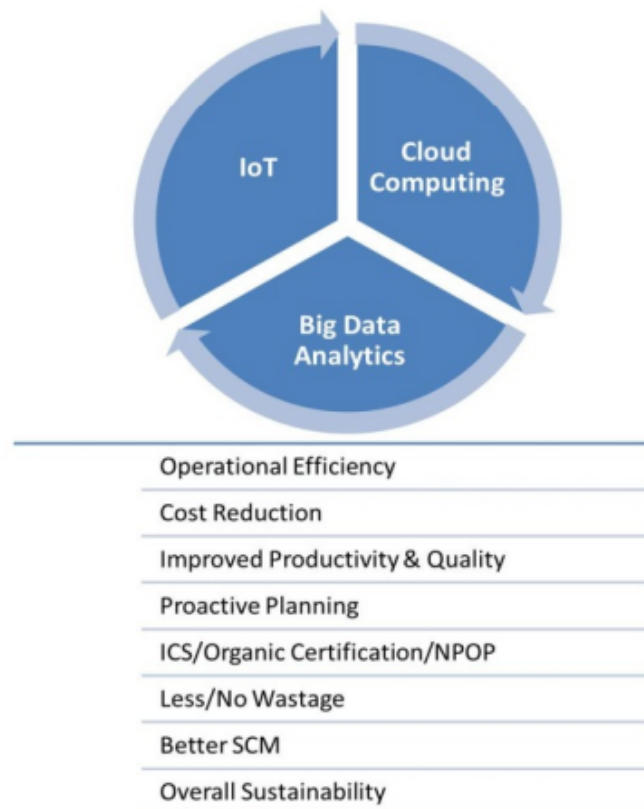 IoT
Cloud
Computing
Big Data
Analytics
Operational Efficiency
Cost Reduction
Improved Productivity & Quality
Proactive Planning
ICS/Organic Certification/NPOP
Less/No Wastage
Better SCM
Overall Sustainability